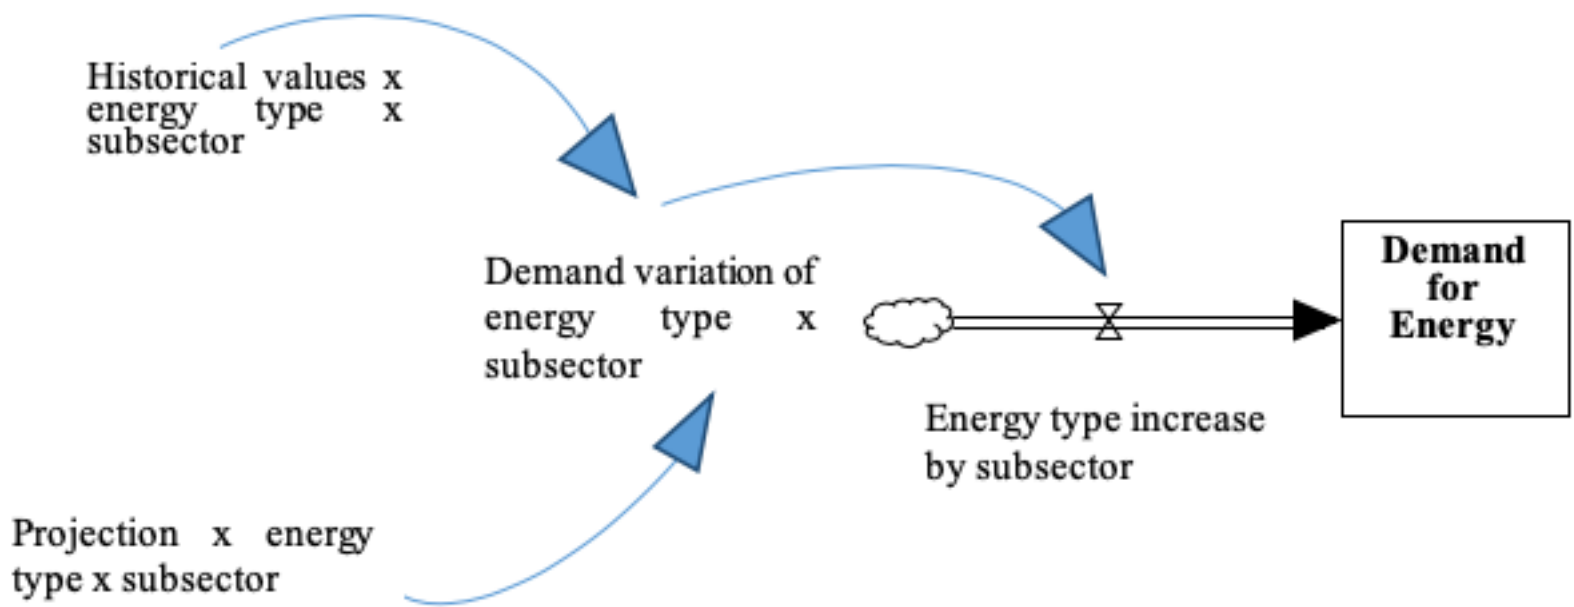 Historical values x
energy type x
subsector
Demand variation of
energy type x
subsector
Demand
for
Energy
Energy type increase
by subsector
Projection x energy
type x subsector